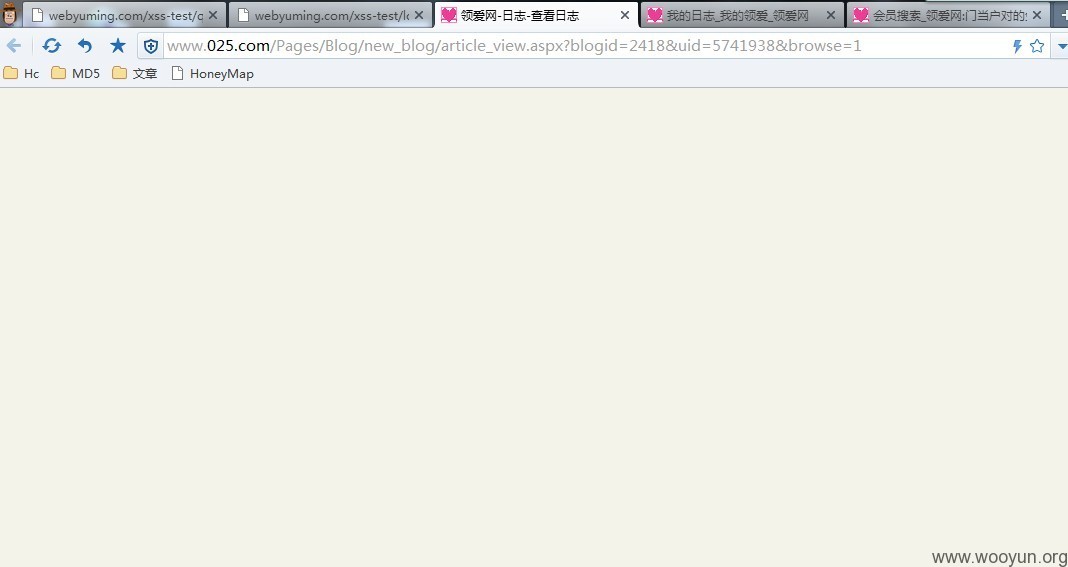 webyuming.com/xss-test/ webyuming.com/xss-test/ 领爱网-日志-查看日志 我的日志_我的领爱_领爱网 会员搜索_领爱网:门当户对的
www.025.com/Pages/Blog/new_blog/article_view.aspx?blogid=2418&uid=5741938&browse=1
Hc MD5 文章 HoneyMap
www.wooyun.org